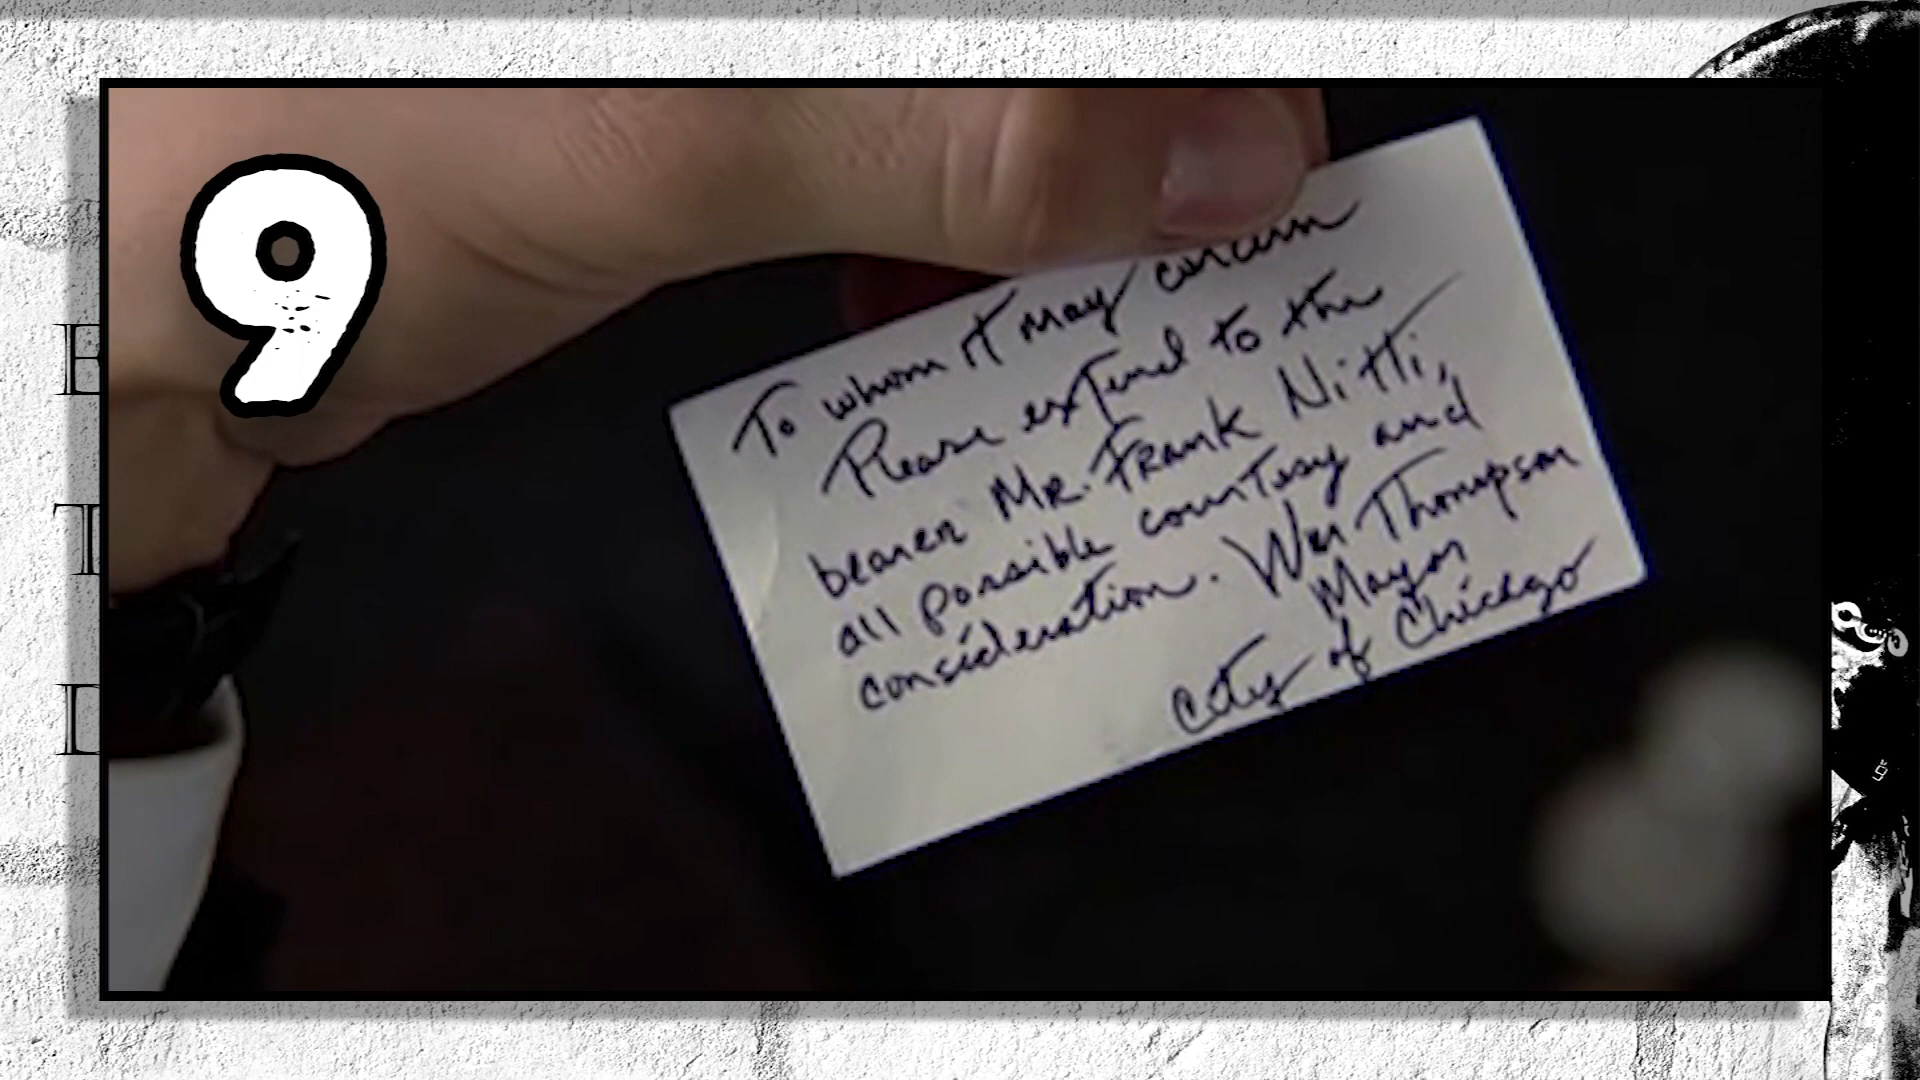 9
To whom it may concern
Please extend to the
bearer Mr. Frank Nitti,
all possible courtesy and
consideration. Wm Thompson
Mayor
City of Chicago
E
T
D